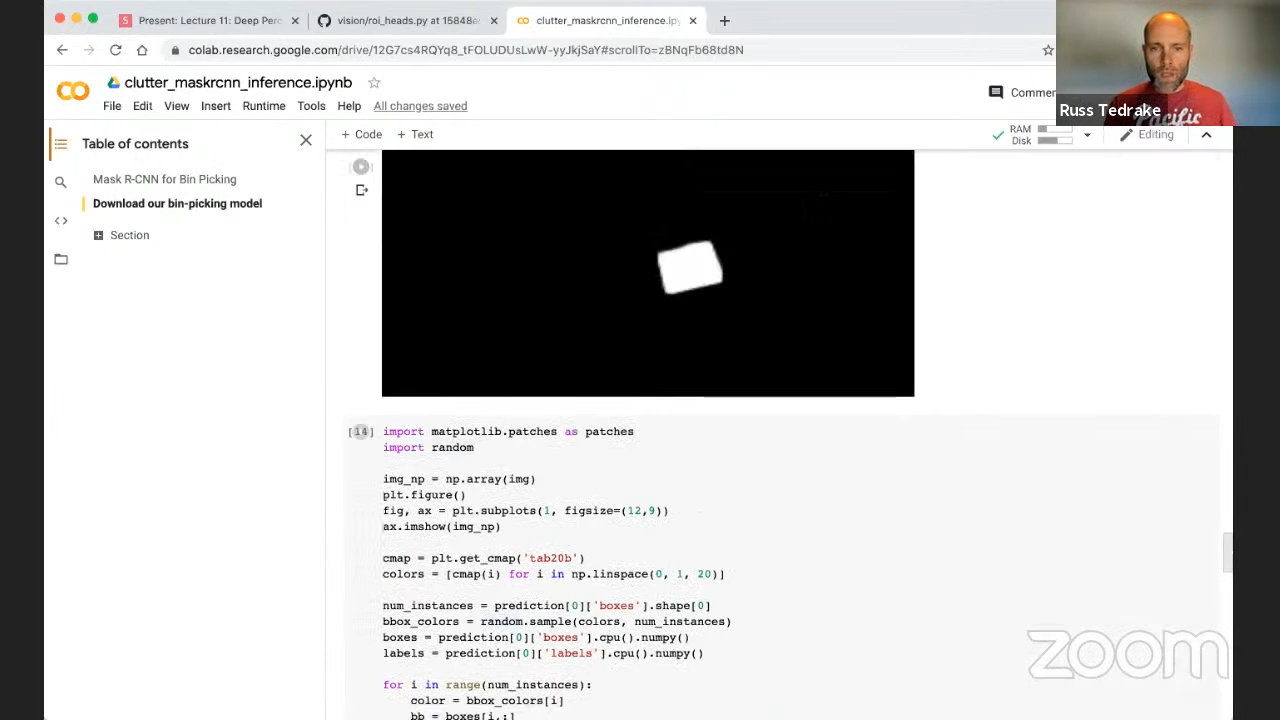 Present: Lecture 11: Deep Perc
vision/roi_heads.py at 15848e
clutter_maskrcnn_inference.ipy
colab.research.google.com/drive/12G7cs4RQYq8_tFOLUDUsLwW-yyJkjSaY#scrollTo=zBNqFb68td8N
clutter_maskrcnn_inference.ipynb
File Edit View Insert Runtime Tools Help All changes saved
Commen
Russ Tedrake
Pacific
Table of contents
+ Code + Text
RAM
Disk
Editing
Mask R-CNN for Bin Picking
Download our bin-picking model
Section
[14] import matplotlib.patches as patches
import random
img_np = np.array(img)
plt.figure()
fig, ax = plt.subplots(1, figsize=(12,9))
ax.imshow(img_np)
cmap = plt.get_cmap('tab20b')
colors = [cmap(i) for i in np.linspace(0, 1, 20)]
num_instances = prediction[0]['boxes'].shape[0]
bbox_colors = random.sample(colors, num_instances)
boxes = prediction[0]['boxes'].cpu().numpy()
labels = prediction[0]['labels'].cpu().numpy()
for i in range(num_instances):
color = bbox_colors[i]
bb = boxes[i,:]
zoom